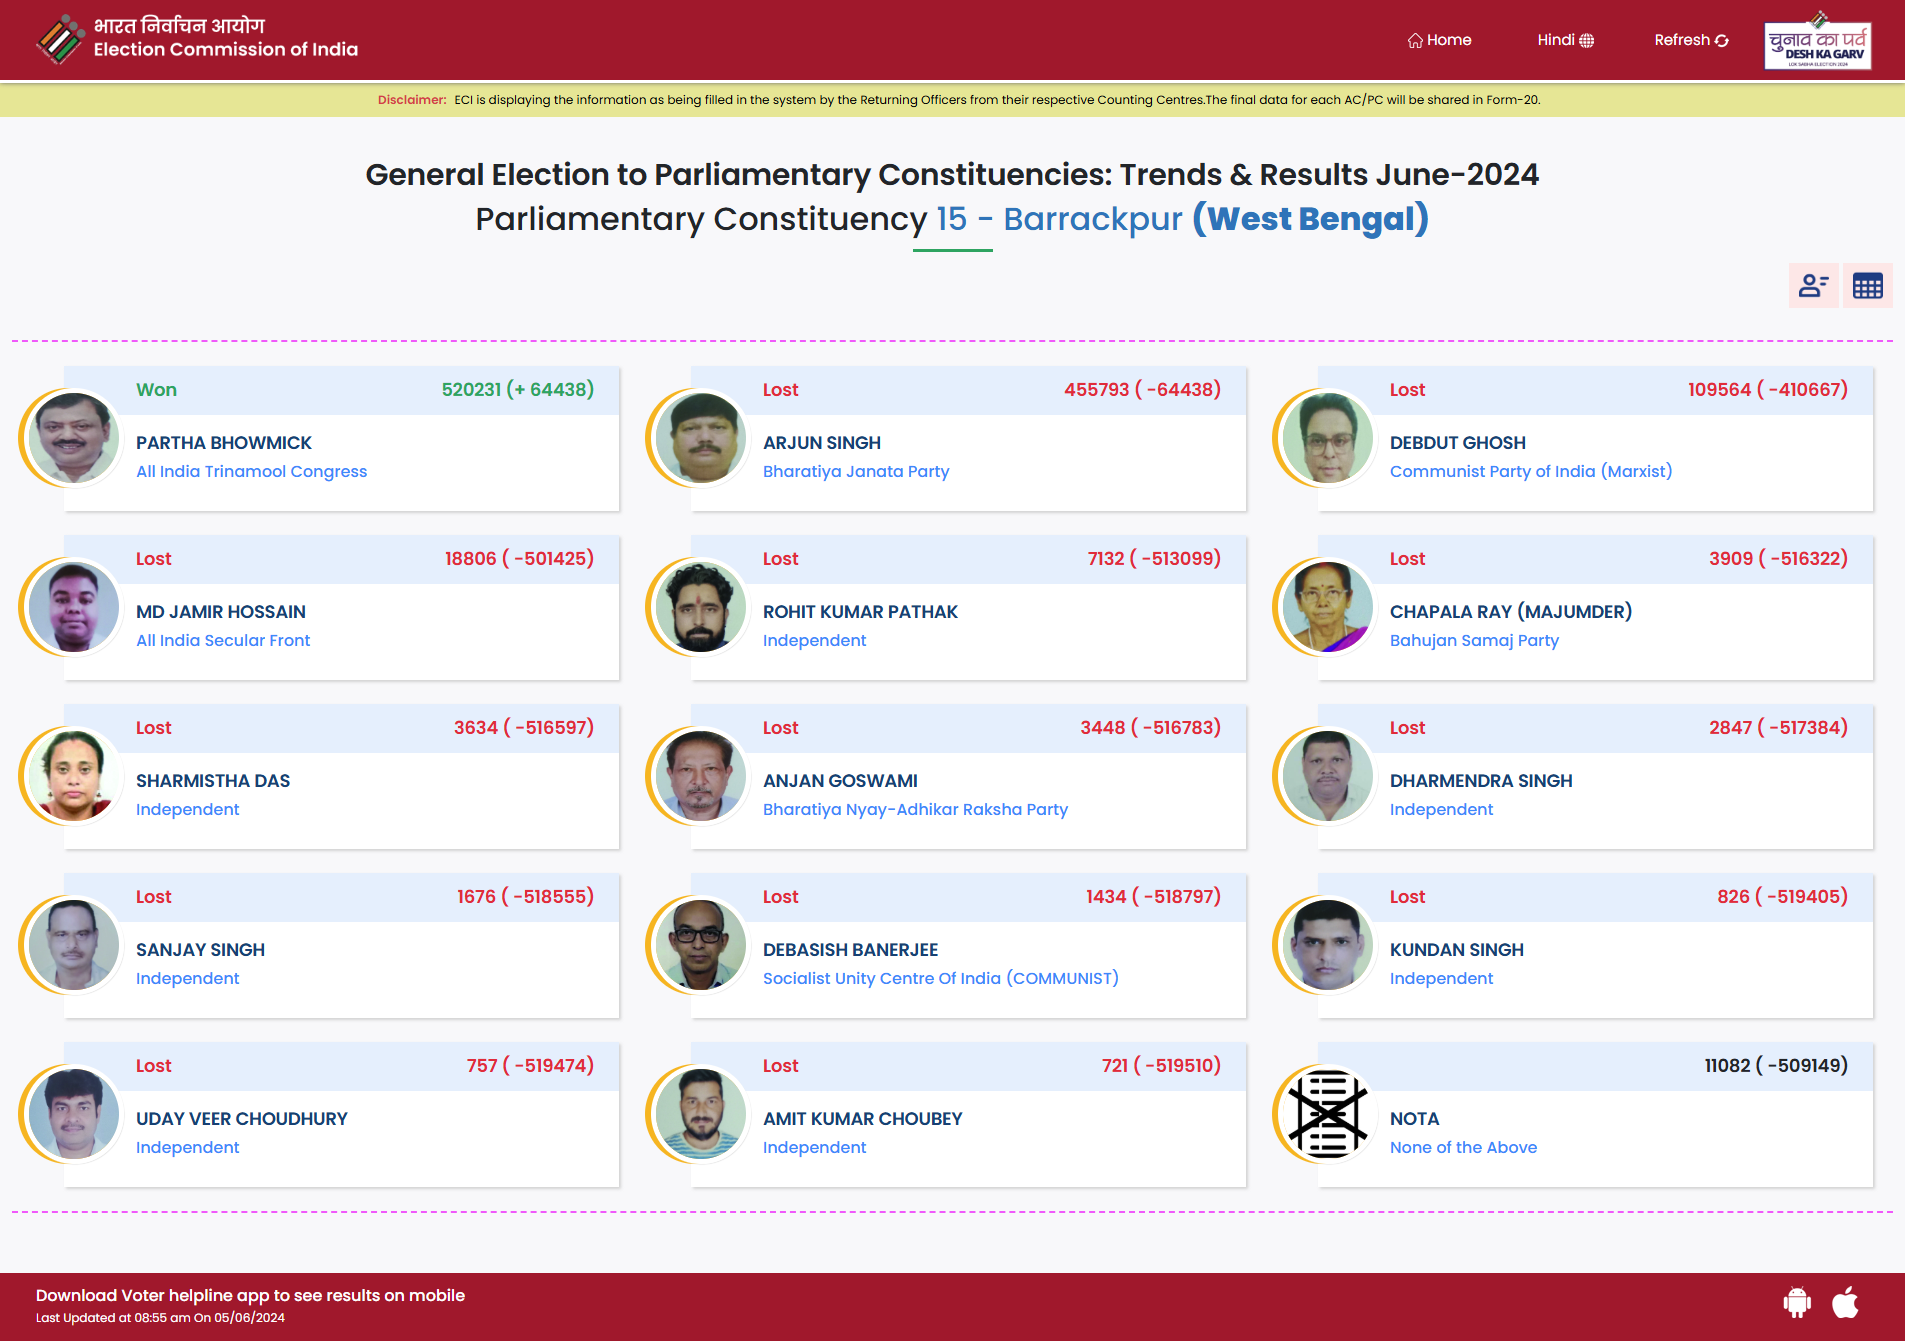 भारत निर्वाचन आयोग
Election Commission of India
Home
Hindi
Refresh
चुनाव का पर्व
DESH KA GARV
LOK SABHA ELECTION 2024
Disclaimer: ECI is displaying the information as being filled in the system by the Returning Officers from their respective Counting Centres.The final data for each AC/PC will be shared in Form-20.
General Election to Parliamentary Constituencies: Trends & Results June-2024
Parliamentary Constituency 15 - Barrackpur (West Bengal)
Won 520231 (+ 64438)
PARTHA BHOWMICK
All India Trinamool Congress
Lost 455793 ( -64438)
ARJUN SINGH
Bharatiya Janata Party
Lost 109564 ( -410667)
DEBDUT GHOSH
Communist Party of India (Marxist)
Lost 18806 ( -501425)
MD JAMIR HOSSAIN
All India Secular Front
Lost 7132 ( -513099)
ROHIT KUMAR PATHAK
Independent
Lost 3909 ( -516322)
CHAPALA RAY (MAJUMDER)
Bahujan Samaj Party
Lost 3634 ( -516597)
SHARMISTHA DAS
Independent
Lost 3448 ( -516783)
ANJAN GOSWAMI
Bharatiya Nyay-Adhikar Raksha Party
Lost 2847 ( -517384)
DHARMENDRA SINGH
Independent
Lost 1676 ( -518555)
SANJAY SINGH
Independent
Lost 1434 ( -518797)
DEBASISH BANERJEE
Socialist Unity Centre Of India (COMMUNIST)
Lost 826 ( -519405)
KUNDAN SINGH
Independent
Lost 757 ( -519474)
UDAY VEER CHOUDHURY
Independent
Lost 721 ( -519510)
AMIT KUMAR CHOUBEY
Independent
11082 ( -509149)
NOTA
None of the Above
Download Voter helpline app to see results on mobile
Last Updated at 08:55 am On 05/06/2024